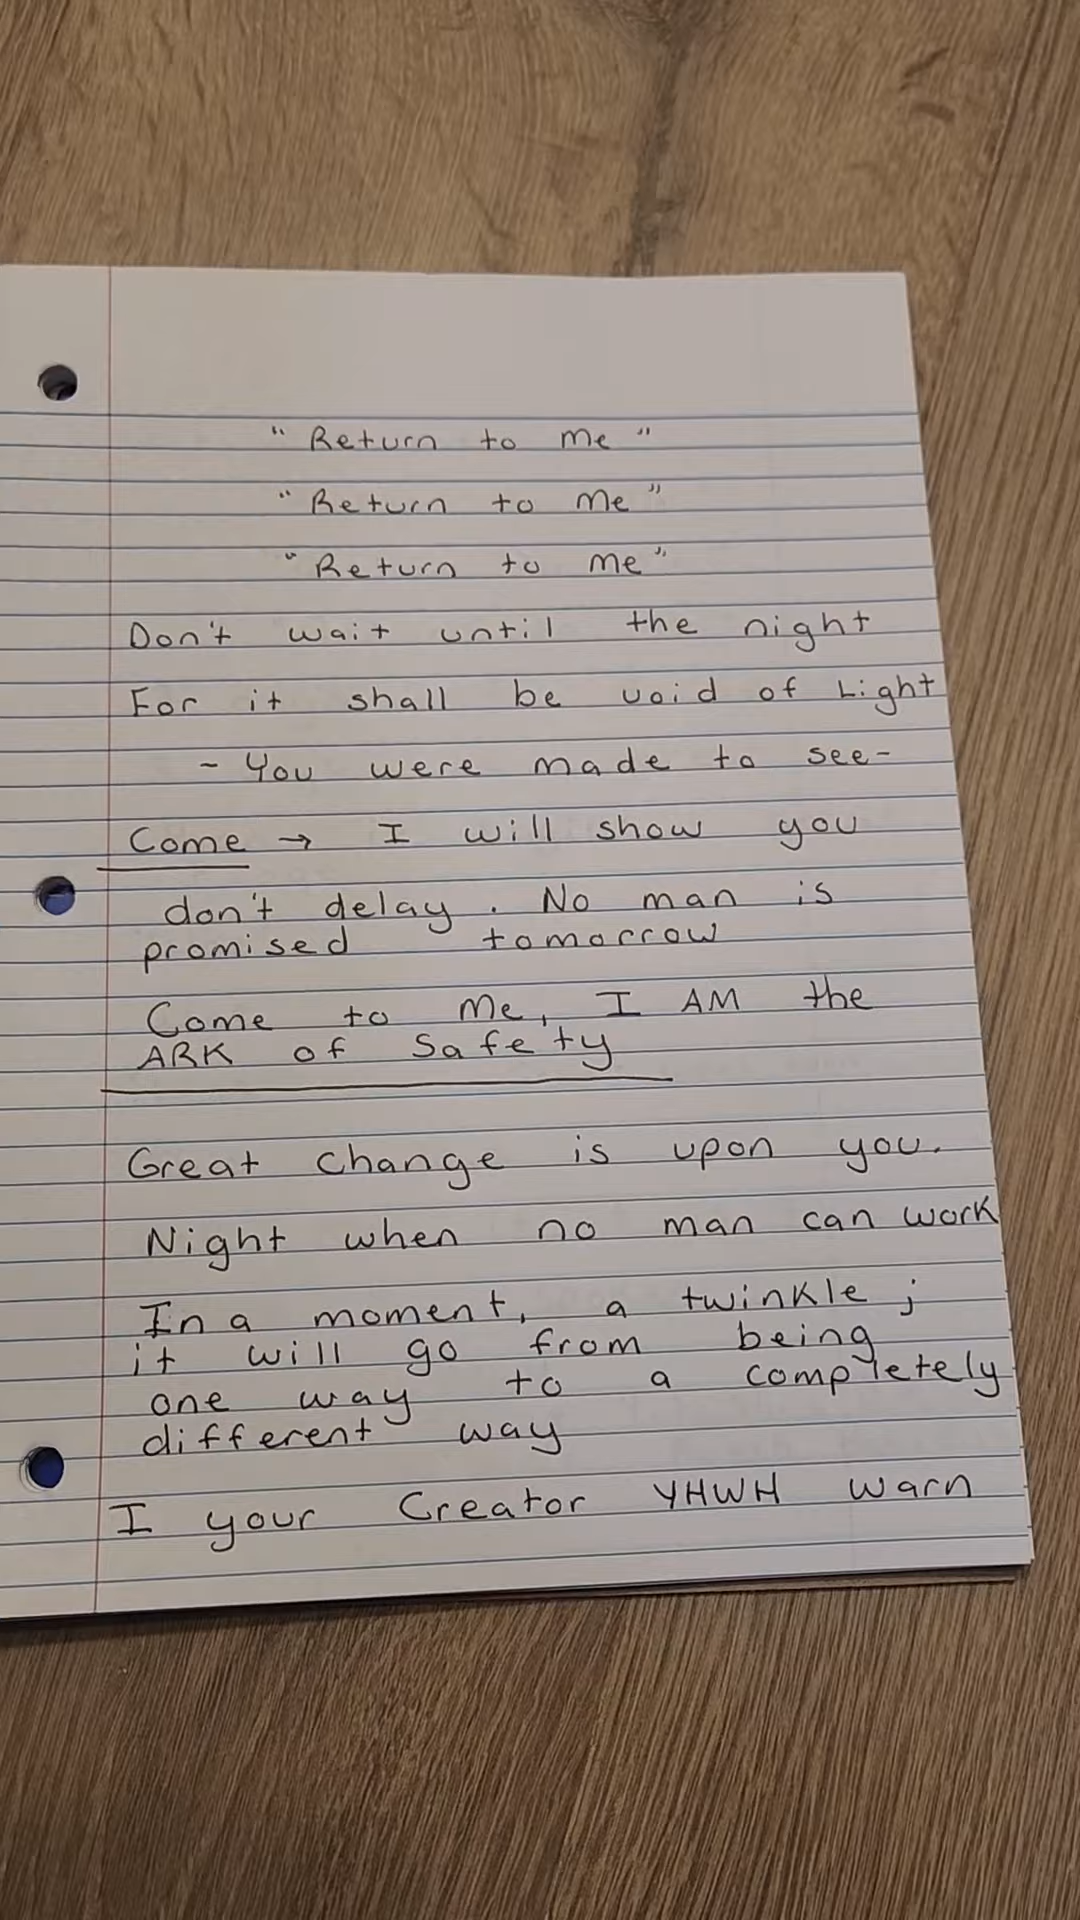 "Return to me"
"Return to Me"
"Return to me"
Don't wait until the night
For it shall be void of Light
- You were made to see-
Come → I will show you
don't delay. No man is
promised tomorrow
Come to Me, I AM the
ARK of Safety
Great change is upon you.
Night when no man can work
In a moment, a twinkle;
it will go from being
one way to a completely
different way
I your Creator YHWH warn